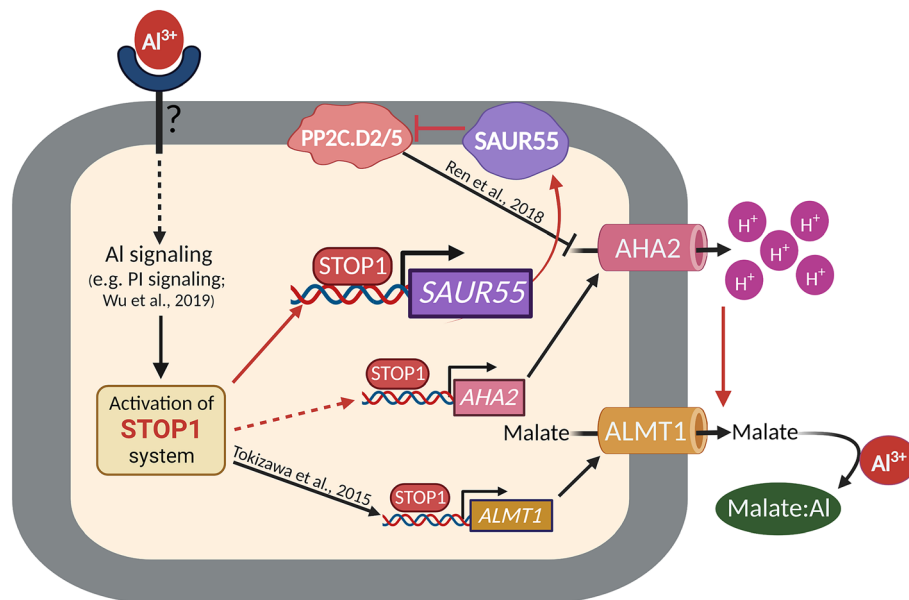 Al3+
?
PP2C.D2/5
SAUR55
Ren et al., 2018
Al signaling
(e.g. PI signaling;
Wu et al., 2019)
STOP1
SAUR55
AHA2
H+
H+
H+
H+
H+
STOP1
AHA2
Activation of
STOP1
system
Malate
ALMT1
Malate
Al3+
Tokizawa et al., 2015
STOP1
ALMT1
Malate:Al